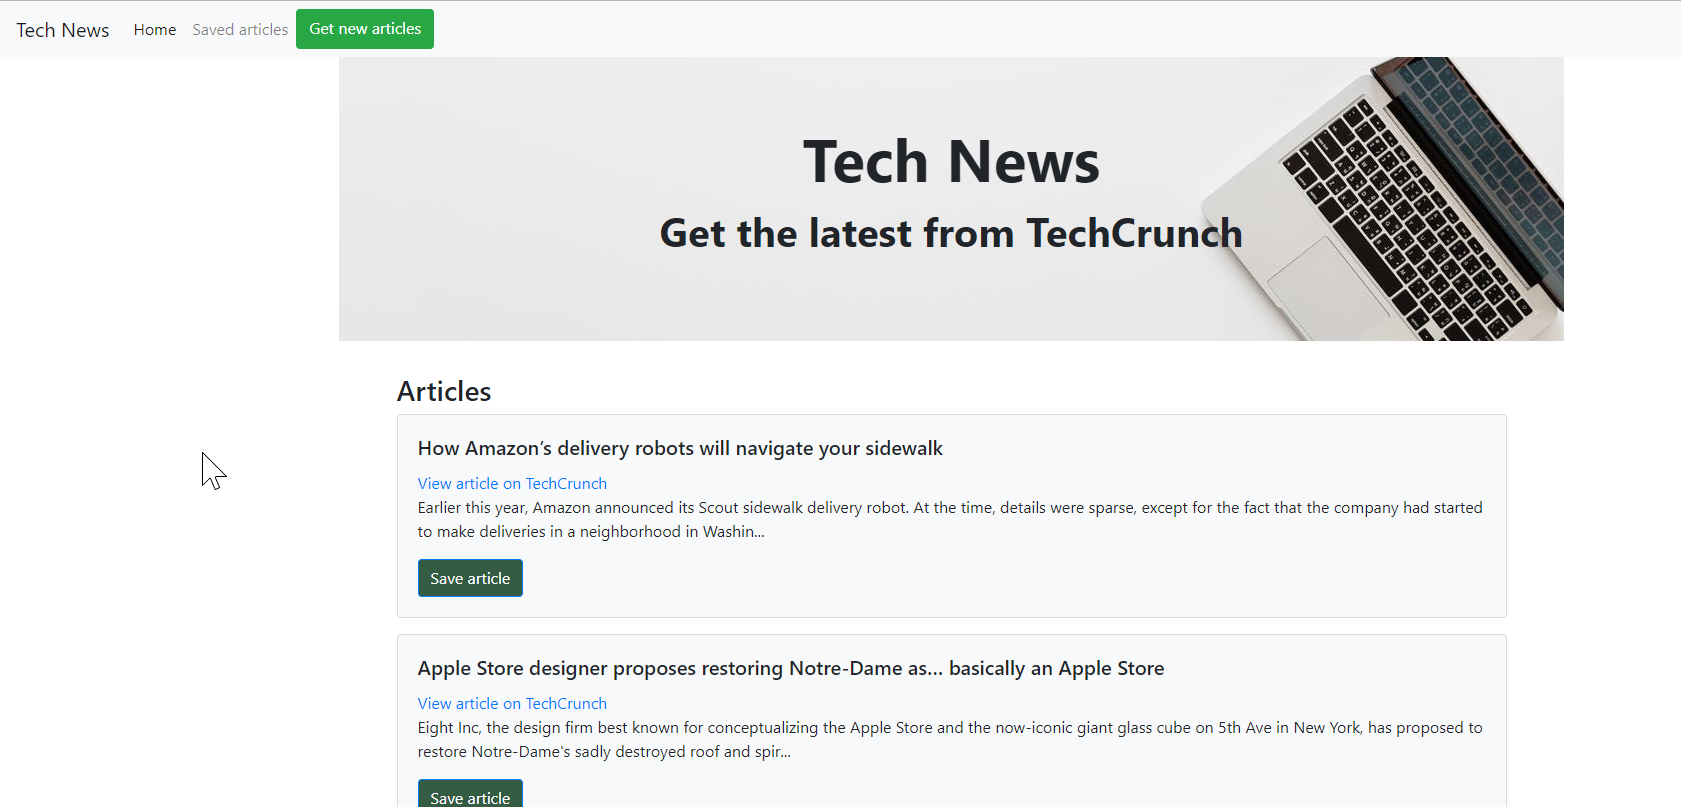 Tech News Home Saved articles Get new articles
Tech News
Get the latest from TechCrunch
Articles
How Amazon’s delivery robots will navigate your sidewalk
View article on TechCrunch
Earlier this year, Amazon announced its Scout sidewalk delivery robot. At the time, details were sparse, except for the fact that the company had started
to make deliveries in a neighborhood in Washin...
Save article
Apple Store designer proposes restoring Notre-Dame as… basically an Apple Store
View article on TechCrunch
Eight Inc, the design firm best known for conceptualizing the Apple Store and the now-iconic giant glass cube on 5th Ave in New York, has proposed to
restore Notre-Dame's sadly destroyed roof and spir...
Save article